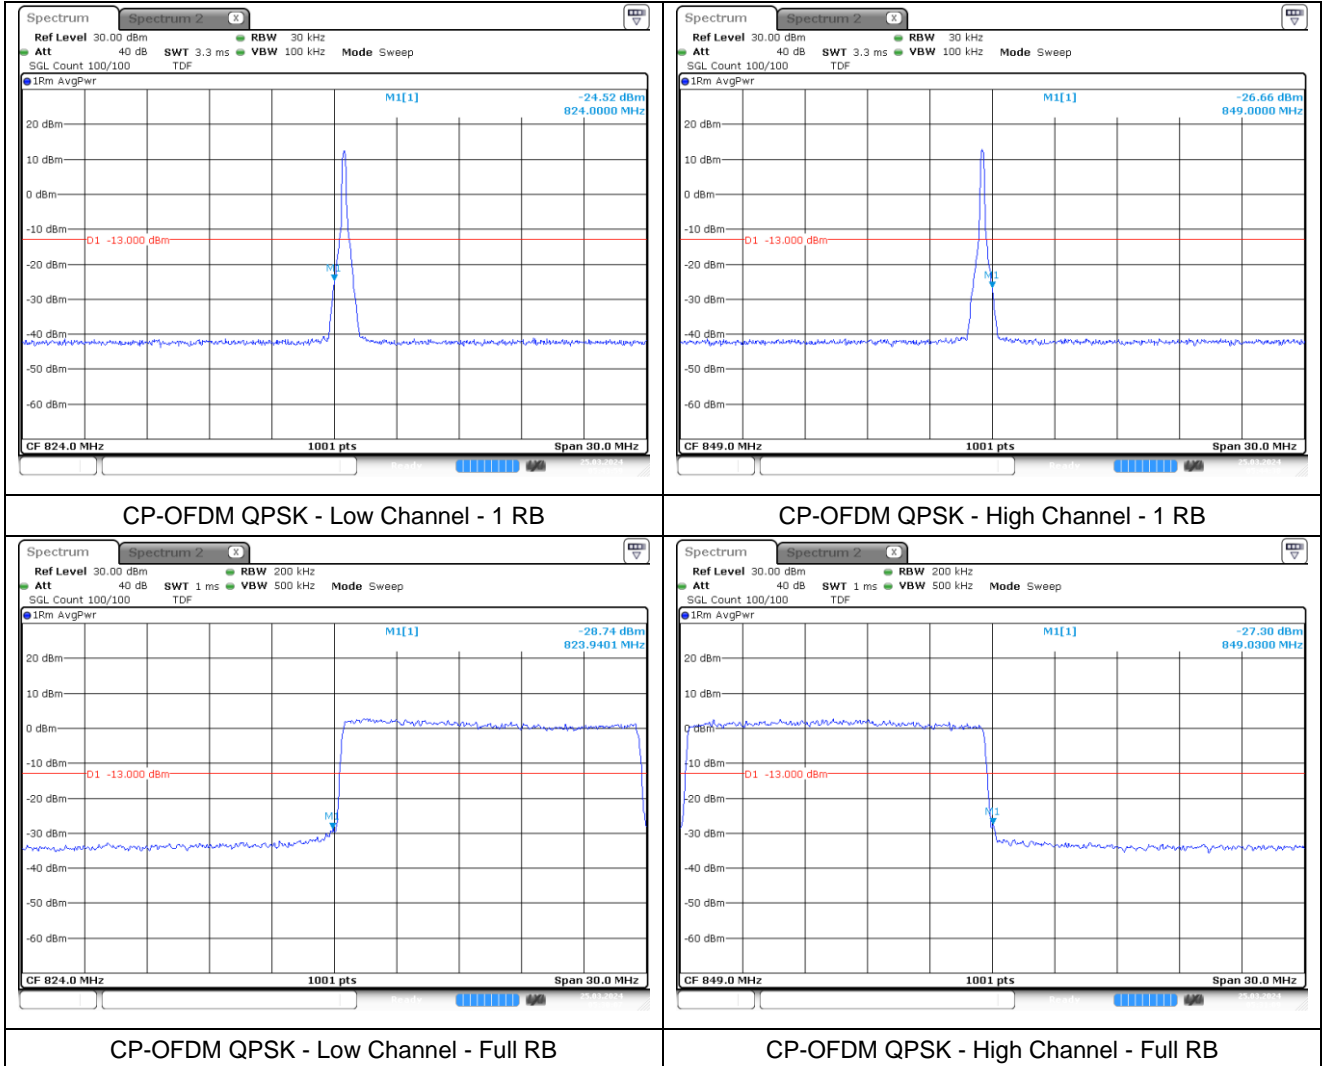 Spectrum Spectrum 2 X
Ref Level 30.00 dBm RBW 30 kHz
Att 40 dB SWT 3.3 ms VBW 100 kHz Mode Sweep
SGL Count 100/100 TDF
1Rm AvgPwr
M1[1] -24.52 dBm
824.0000 MHz
20 dBm
10 dBm
0 dBm
-10 dBm
D1 -13.000 dBm
-20 dBm
M1
-30 dBm
-40 dBm
-50 dBm
-60 dBm
CF 824.0 MHz 1001 pts Span 30.0 MHz
Ready 25.03.2024
CP-OFDM QPSK - Low Channel - 1 RB
Spectrum Spectrum 2 X
Ref Level 30.00 dBm RBW 30 kHz
Att 40 dB SWT 3.3 ms VBW 100 kHz Mode Sweep
SGL Count 100/100 TDF
1Rm AvgPwr
M1[1] -26.66 dBm
849.0000 MHz
20 dBm
10 dBm
0 dBm
-10 dBm
D1 -13.000 dBm
-20 dBm
M1
-30 dBm
-40 dBm
-50 dBm
-60 dBm
CF 849.0 MHz 1001 pts Span 30.0 MHz
Ready 25.03.2024
CP-OFDM QPSK - High Channel - 1 RB
Spectrum Spectrum 2 X
Ref Level 30.00 dBm RBW 200 kHz
Att 40 dB SWT 1 ms VBW 500 kHz Mode Sweep
SGL Count 100/100 TDF
1Rm AvgPwr
M1[1] -28.74 dBm
823.9401 MHz
20 dBm
10 dBm
0 dBm
-10 dBm
D1 -13.000 dBm
-20 dBm
M1
-30 dBm
-40 dBm
-50 dBm
-60 dBm
CF 824.0 MHz 1001 pts Span 30.0 MHz
Ready 25.03.2024
CP-OFDM QPSK - Low Channel - Full RB
Spectrum Spectrum 2 X
Ref Level 30.00 dBm RBW 200 kHz
Att 40 dB SWT 1 ms VBW 500 kHz Mode Sweep
SGL Count 100/100 TDF
1Rm AvgPwr
M1[1] -27.30 dBm
849.0300 MHz
20 dBm
10 dBm
0 dBm
-10 dBm
D1 -13.000 dBm
-20 dBm
M1
-30 dBm
-40 dBm
-50 dBm
-60 dBm
CF 849.0 MHz 1001 pts Span 30.0 MHz
Ready 25.03.2024
CP-OFDM QPSK - High Channel - Full RB